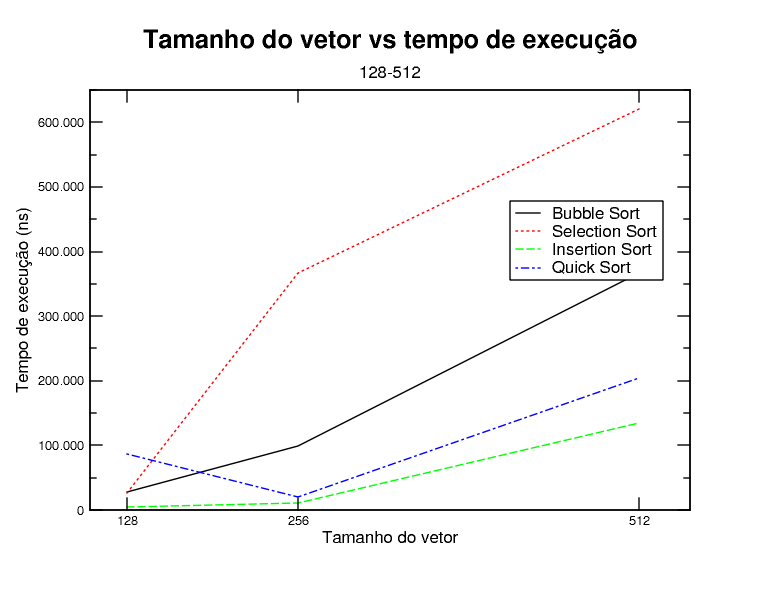 Tamanho do vetor vs tempo de execução
128-512
600.000
500.000
400.000
300.000
200.000
100.000
0
Tempo de execução (ns)
Bubble Sort
Selection Sort
Insertion Sort
Quick Sort
128 256 512
Tamanho do vetor